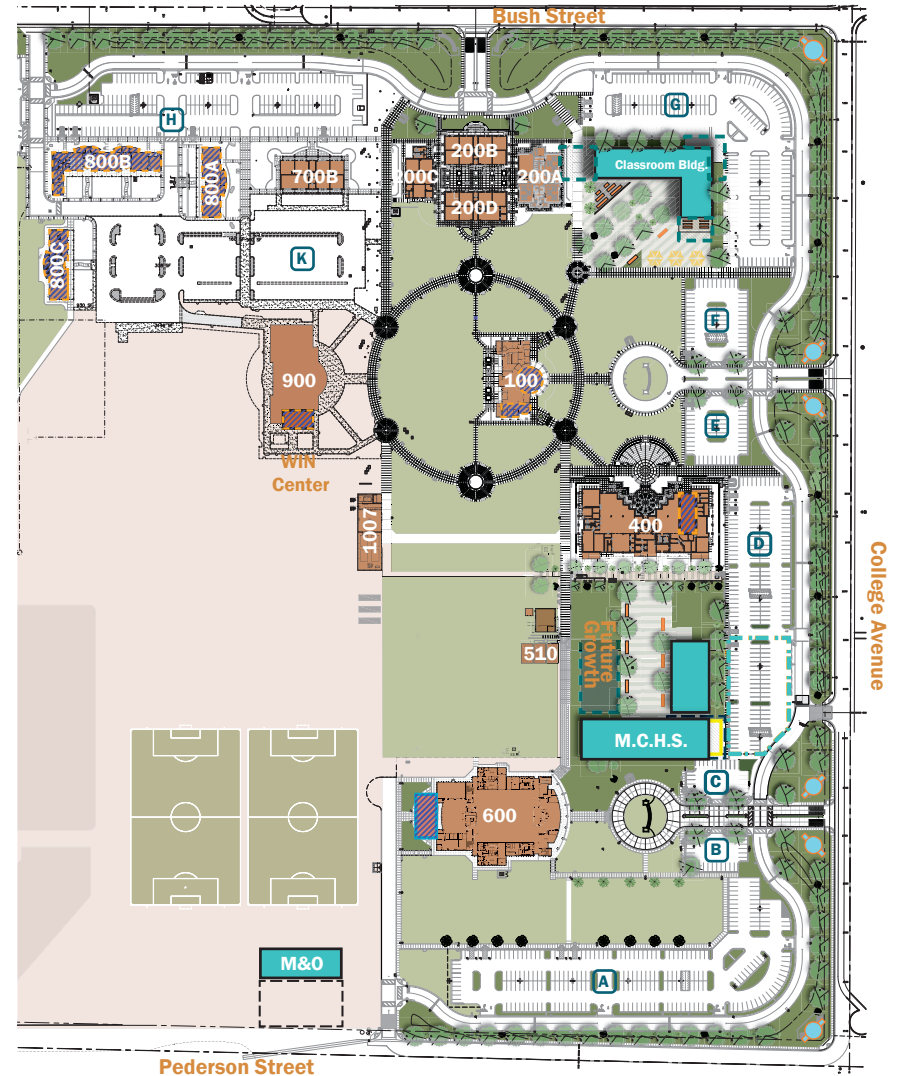 Bush Street
G
H
200B
800B
800A
700B
200C
200A
Classroom Bldg.
200D
800C
K
E
900
100
E
WIN
Center
1007
400
D
College Avenue
Future
Growth
510
M.C.H.S.
C
600
B
M&O
A
Pederson Street